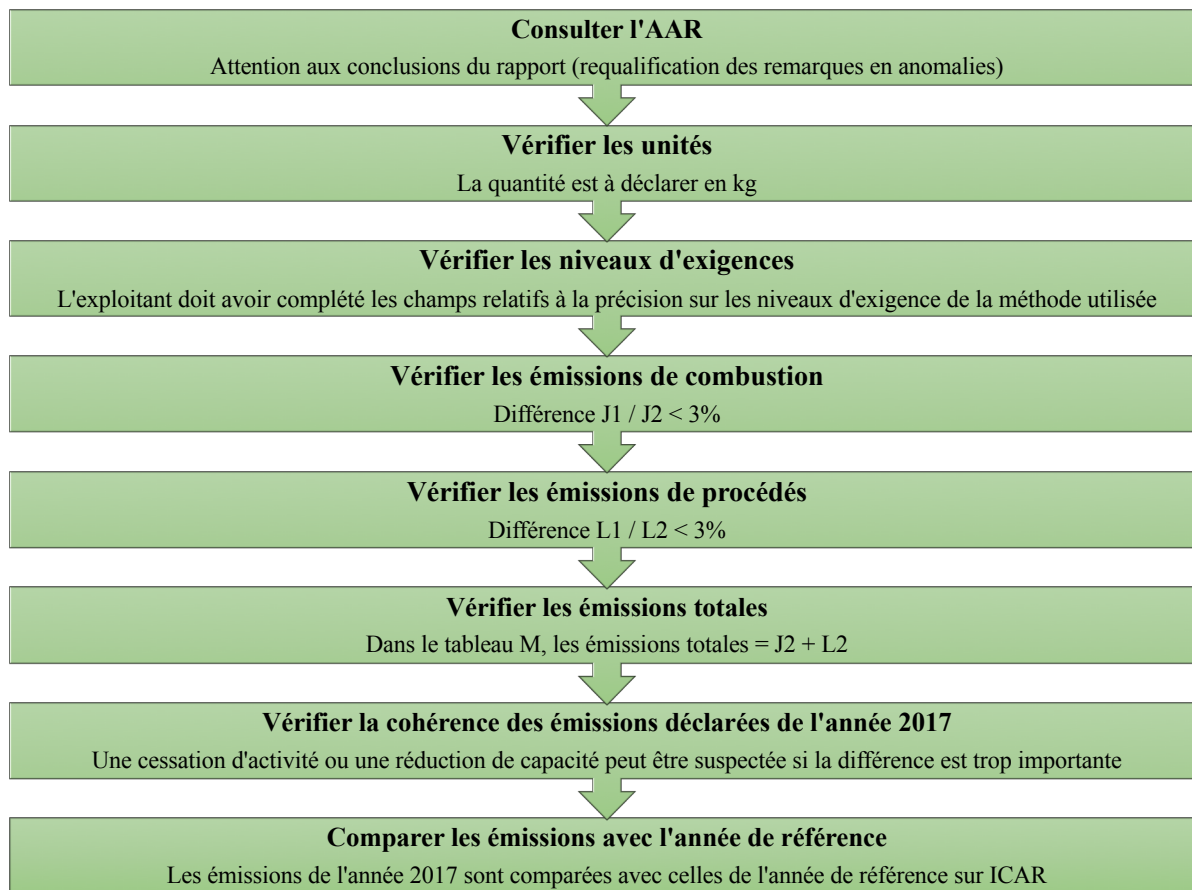 Consulter l'AAR
Attention aux conclusions du rapport (requalification des remarques en anomalies)
Vérifier les unités
La quantité est à déclarer en kg
Vérifier les niveaux d'exigences
L'exploitant doit avoir complété les champs relatifs à la précision sur les niveaux d'exigence de la méthode utilisée
Vérifier les émissions de combustion
Différence J1 / J2 < 3%
Vérifier les émissions de procédés
Différence L1 / L2 < 3%
Vérifier les émissions totales
Dans le tableau M, les émissions totales = J2 + L2
Vérifier la cohérence des émissions déclarées de l'année 2017
Une cessation d'activité ou une réduction de capacité peut être suspectée si la différence est trop importante
Comparer les émissions avec l'année de référence
Les émissions de l'année 2017 sont comparées avec celles de l'année de référence sur ICAR